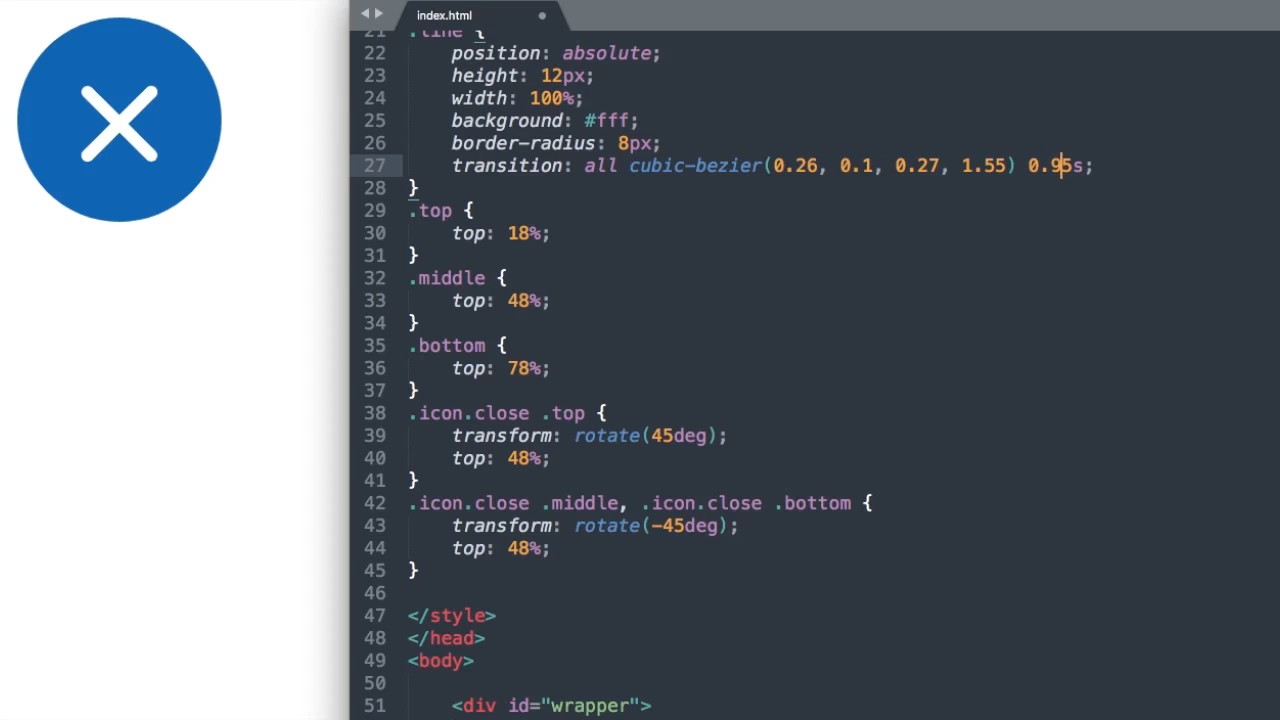 index.html
21 .line {
22 position: absolute;
23 height: 12px;
24 width: 100%;
25 background: #fff;
26 border-radius: 8px;
27 transition: all cubic-bezier(0.26, 0.1, 0.27, 1.55) 0.95s;
28 }
29 .top {
30 top: 18%;
31 }
32 .middle {
33 top: 48%;
34 }
35 .bottom {
36 top: 78%;
37 }
38 .icon.close .top {
39 transform: rotate(45deg);
40 top: 48%;
41 }
42 .icon.close .middle, .icon.close .bottom {
43 transform: rotate(-45deg);
44 top: 48%;
45 }
46
47 </style>
48 </head>
49 <body>
50
51 <div id="wrapper">